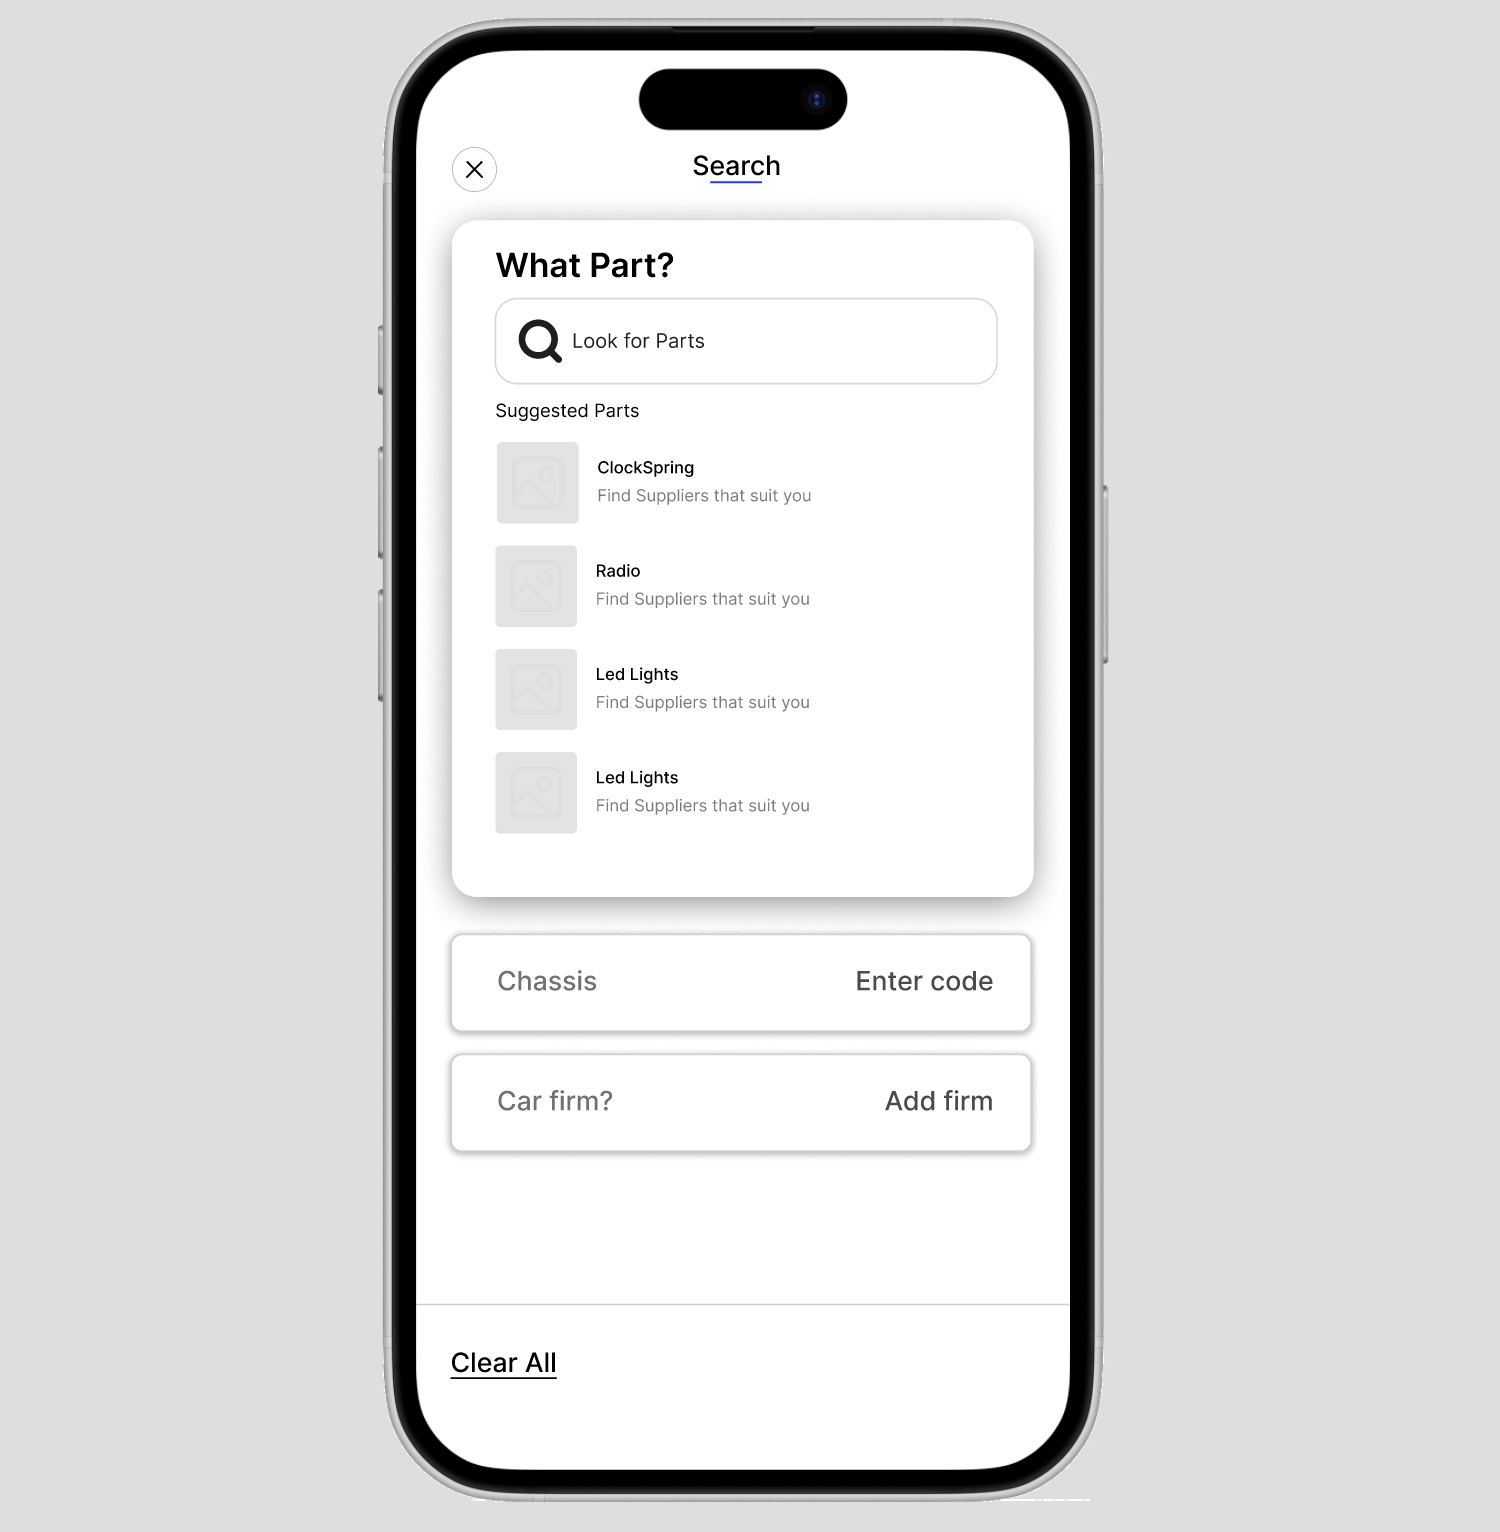 Search
What Part?
Look for Parts
Suggested Parts
ClockSpring
Find Suppliers that suit you
Radio
Find Suppliers that suit you
Led Lights
Find Suppliers that suit you
Led Lights
Find Suppliers that suit you
Chassis Enter code
Car firm? Add firm
Clear All